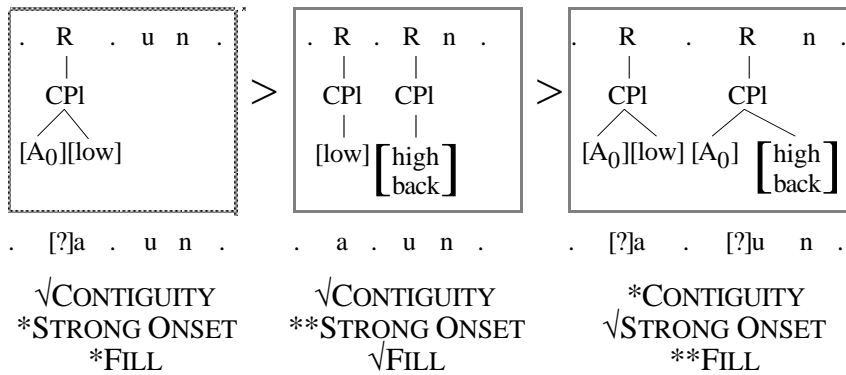 . R . u n . . R . R n . . R . R n .
CPl > CPl CPl > CPl CPl
[A0][low] [low] [high back] [A0][low] [A0] [high back]
. [?]a . u n . . a . u n . . [?]a . [?]u n .
√CONTIGUITY √CONTIGUITY *CONTIGUITY
*STRONG ONSET **STRONG ONSET √STRONG ONSET
*FILL √FILL **FILL